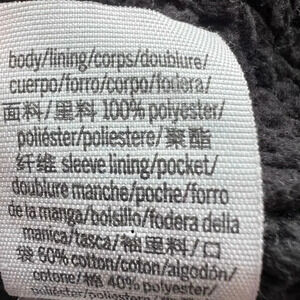 body/lining/corps/doublure/
cuerpo/forro/corpo/fodera/
面料/里料 100% polyester/
poliéster/poliestere/聚酯
纤维 sleeve lining/pocket/
doublure manche/poche/forro
de la manga/bolsillo/fodera della
manica/tasca/袖里料/口
袋 60% cotton/coton/algodón/
cotone/棉 40% polyester/
poliéster/poliestere/